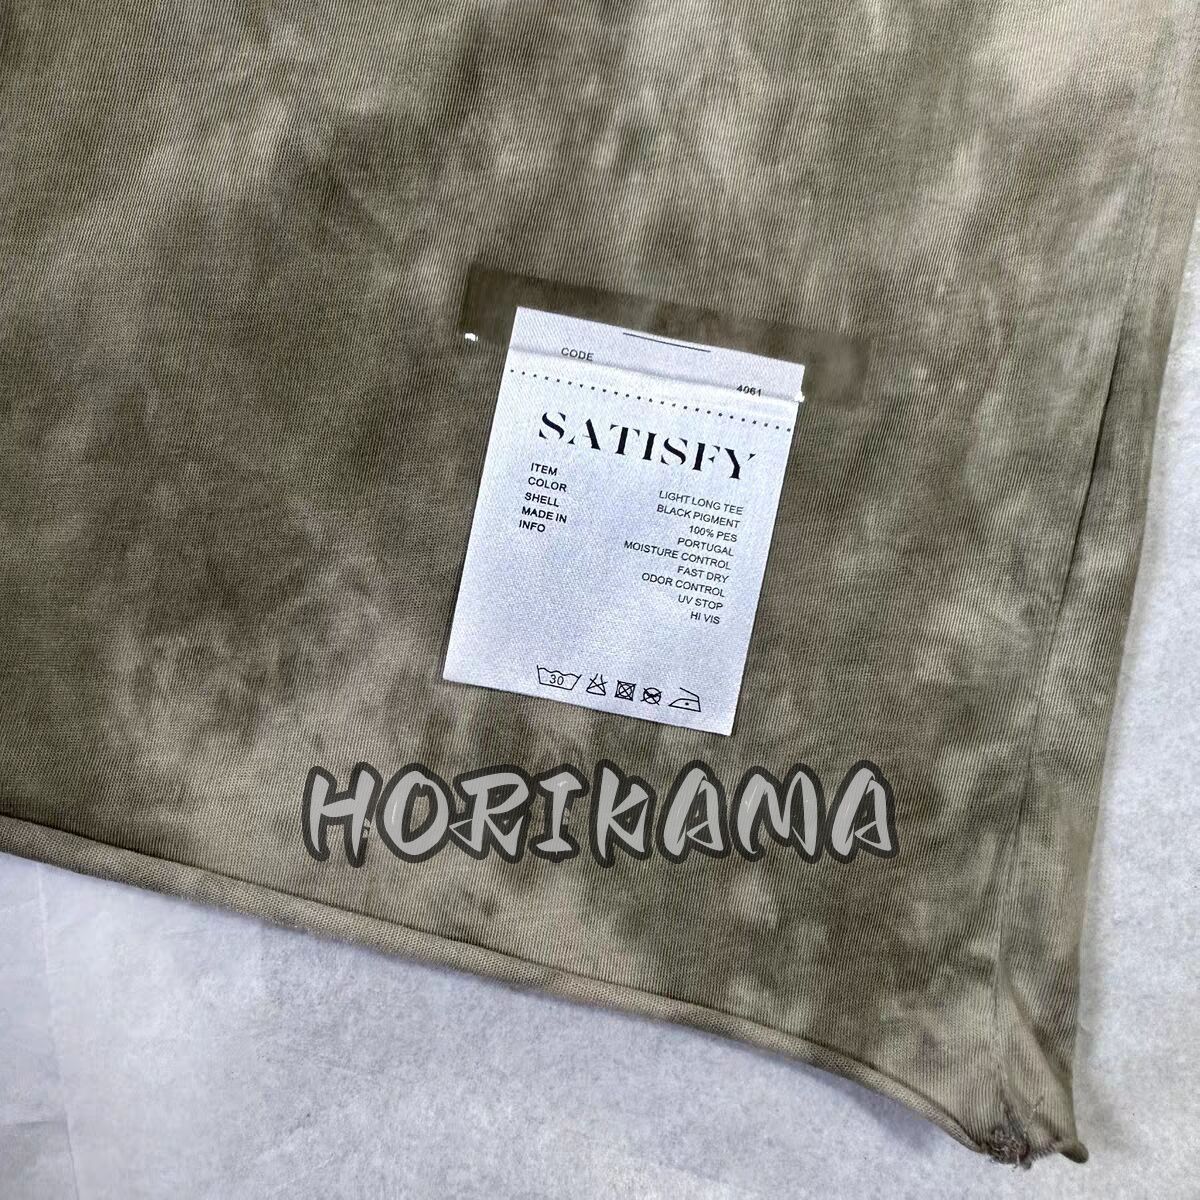 CODE 4061
SATISFY
ITEM LIGHT LONG TEE
COLOR BLACK PIGMENT
SHELL 100% PES
MADE IN PORTUGAL
INFO MOISTURE CONTROL
FAST DRY
ODOR CONTROL
UV STOP
HI VIS
30
HORIKAMA